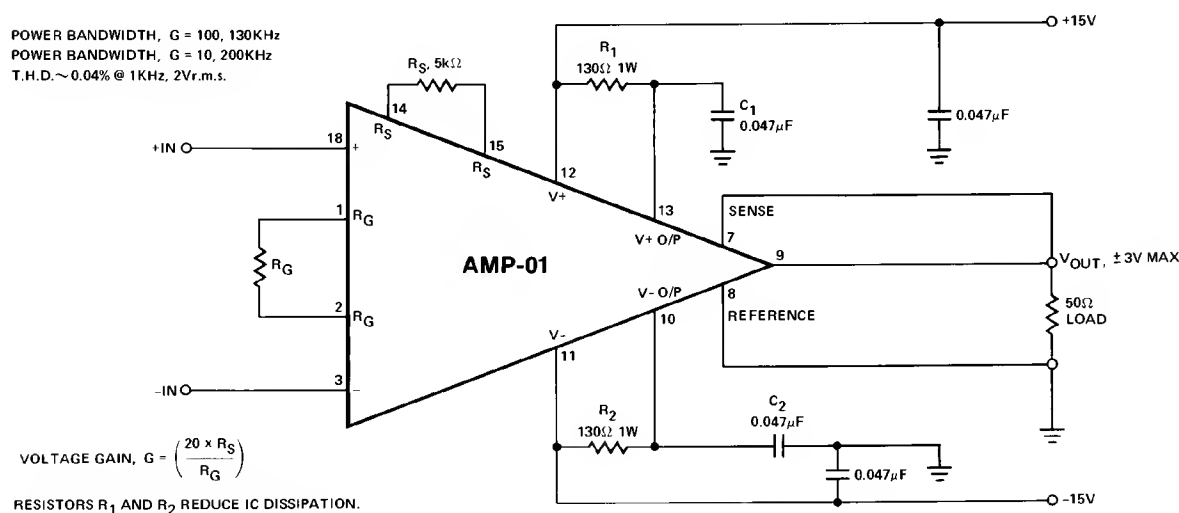 POWER BANDWIDTH, G = 100, 130KHz
POWER BANDWIDTH, G = 10, 200KHz
T.H.D.~0.04% @ 1KHz, 2Vr.m.s.
+15V
R1
130Ω 1W
RS, 5kΩ
C1
0.047μF
0.047μF
14
RS
15
RS
18
+IN
+
12
V+
13
V+ O/P
SENSE
7
1
RG
RG
AMP-01
9
VOUT, ±3V MAX
V- O/P
10
8
REFERENCE
50Ω
LOAD
2
RG
V-
11
3
-IN
-
R2
130Ω 1W
C2
0.047μF
0.047μF
-15V
VOLTAGE GAIN, G = (20 x RS / RG)
RESISTORS R1 AND R2 REDUCE IC DISSIPATION.